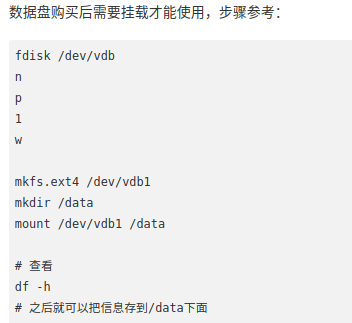 数据盘购买后需要挂载才能使用，步骤参考：
fdisk /dev/vdb
n
p
1
w
mkfs.ext4 /dev/vdb1
mkdir /data
mount /dev/vdb1 /data
# 查看
df -h
# 之后就可以把信息存到/data下面